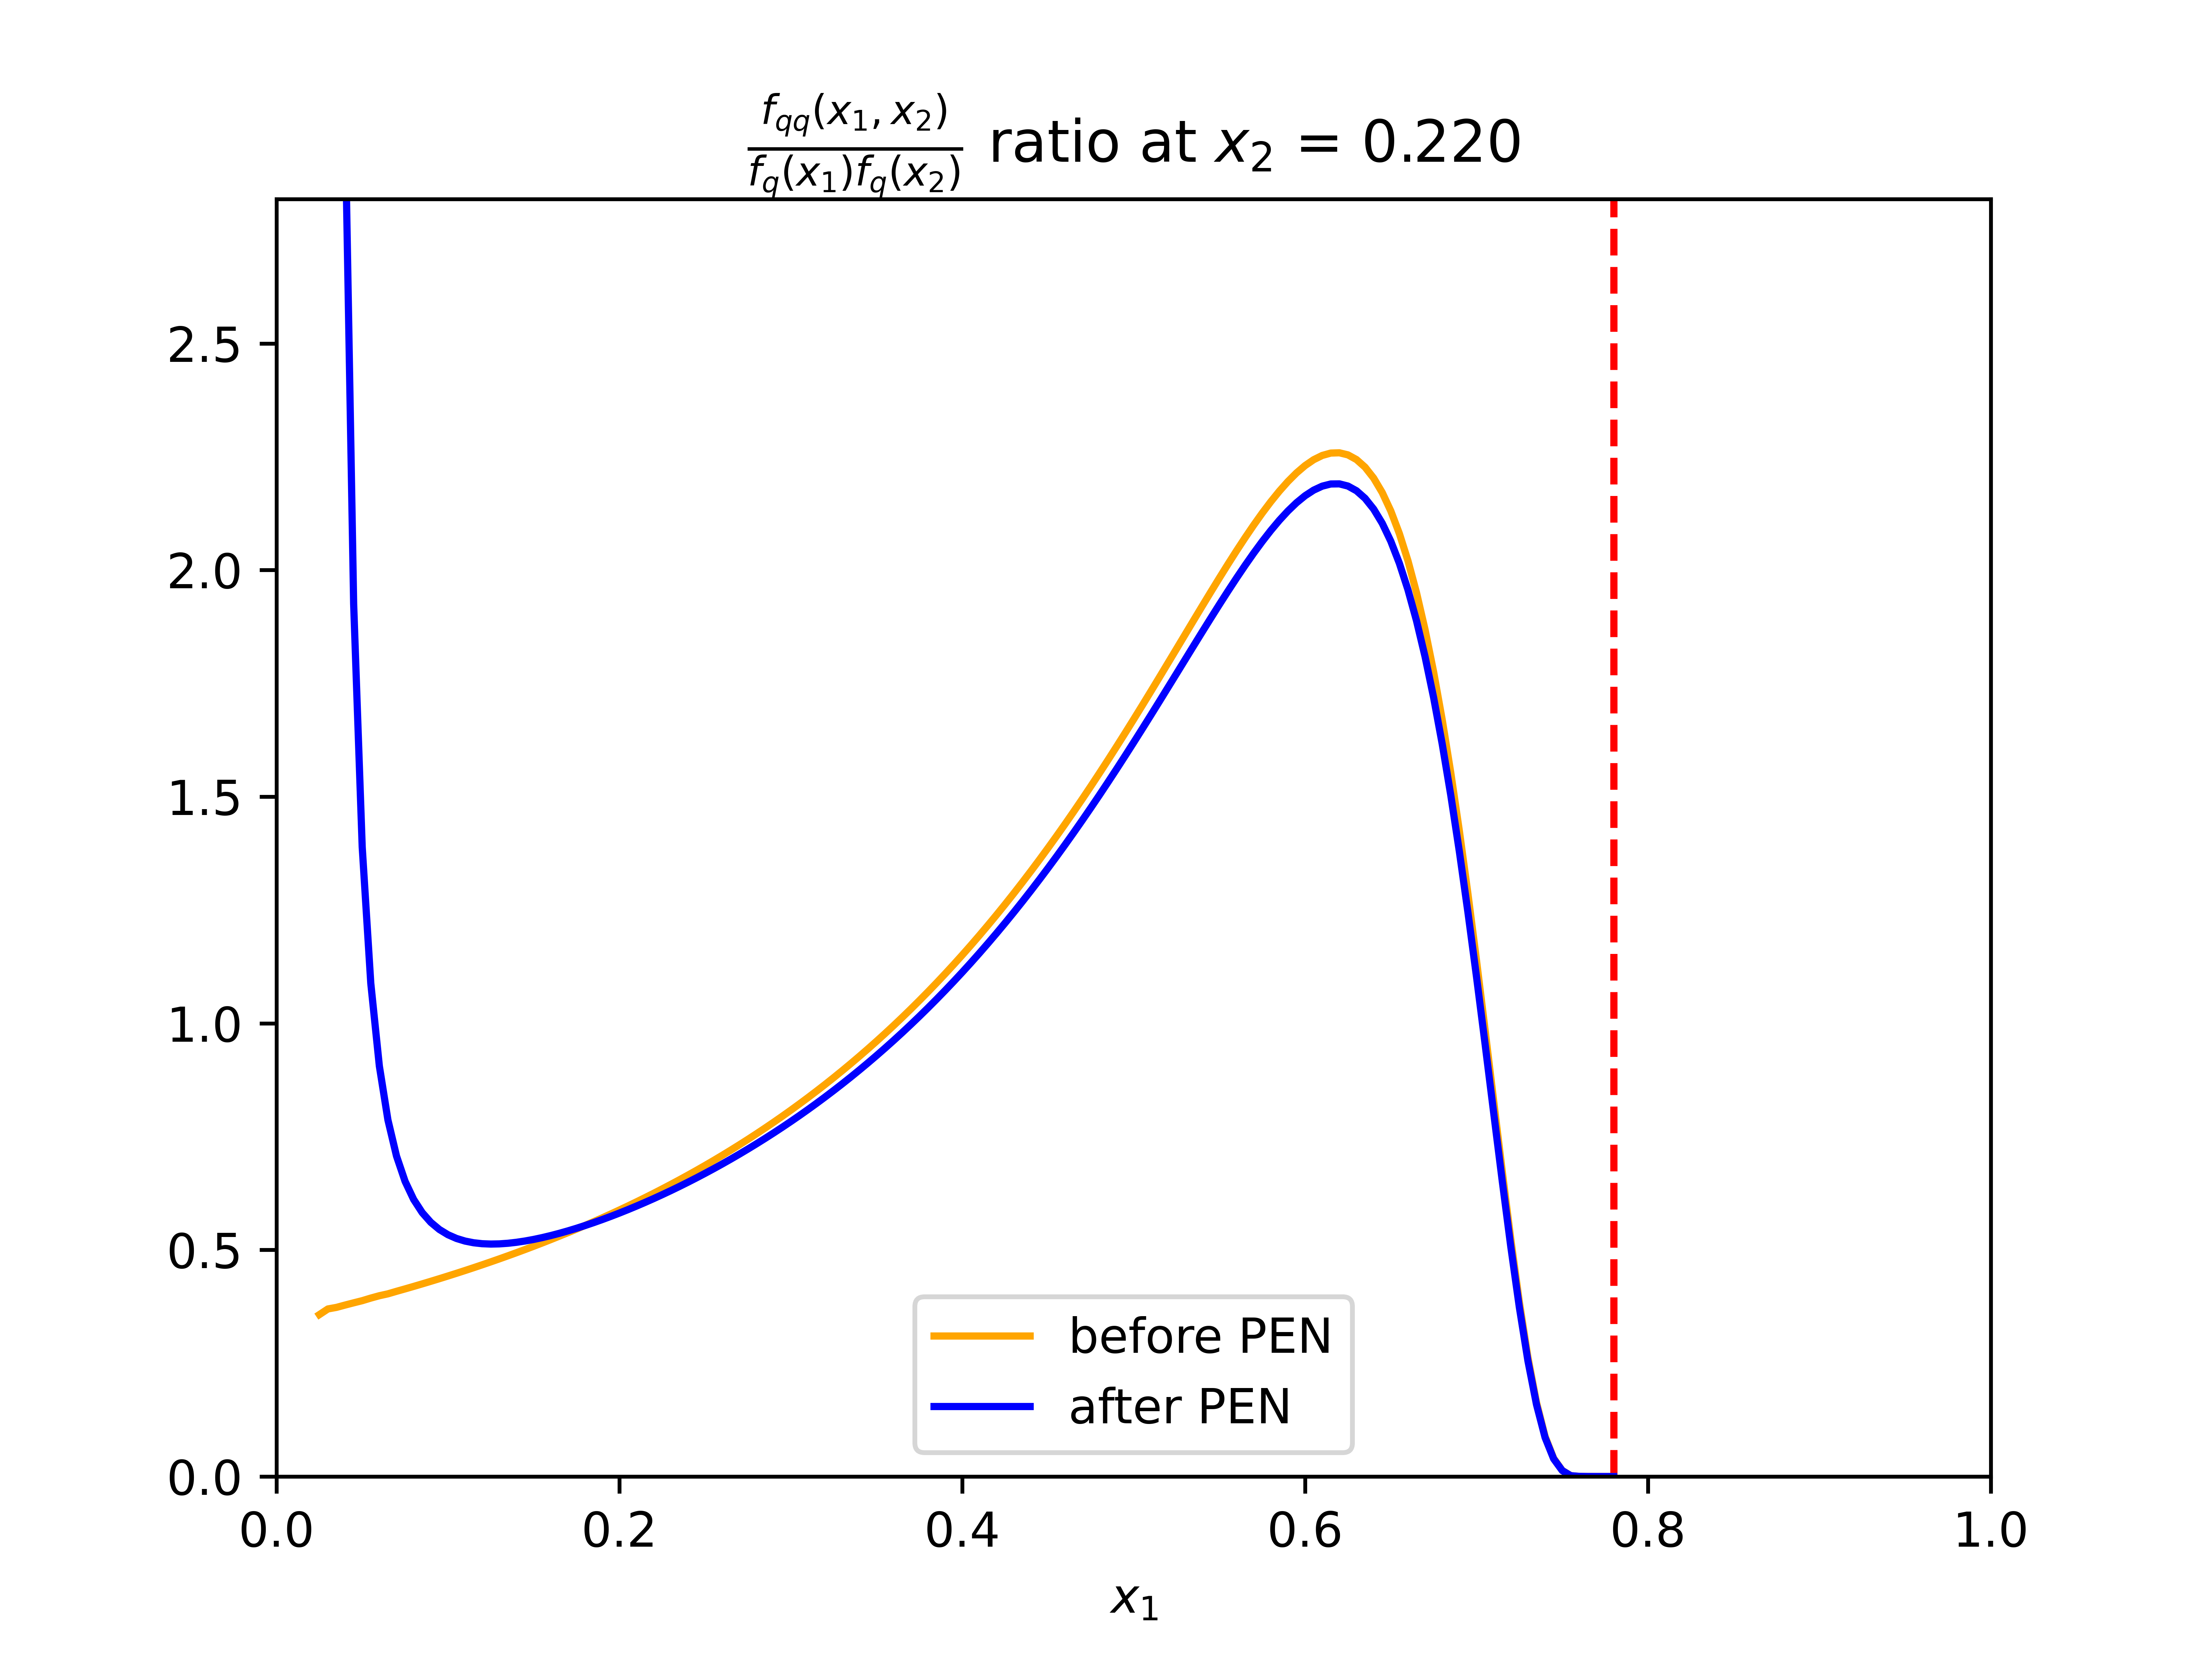 f_qq(x_1, x_2)
f_q(x_1)f_q(x_2) ratio at x_2 = 0.220
2.5
2.0
1.5
1.0
0.5
0.0
before PEN
after PEN
0.0 0.2 0.4 0.6 0.8 1.0
x_1